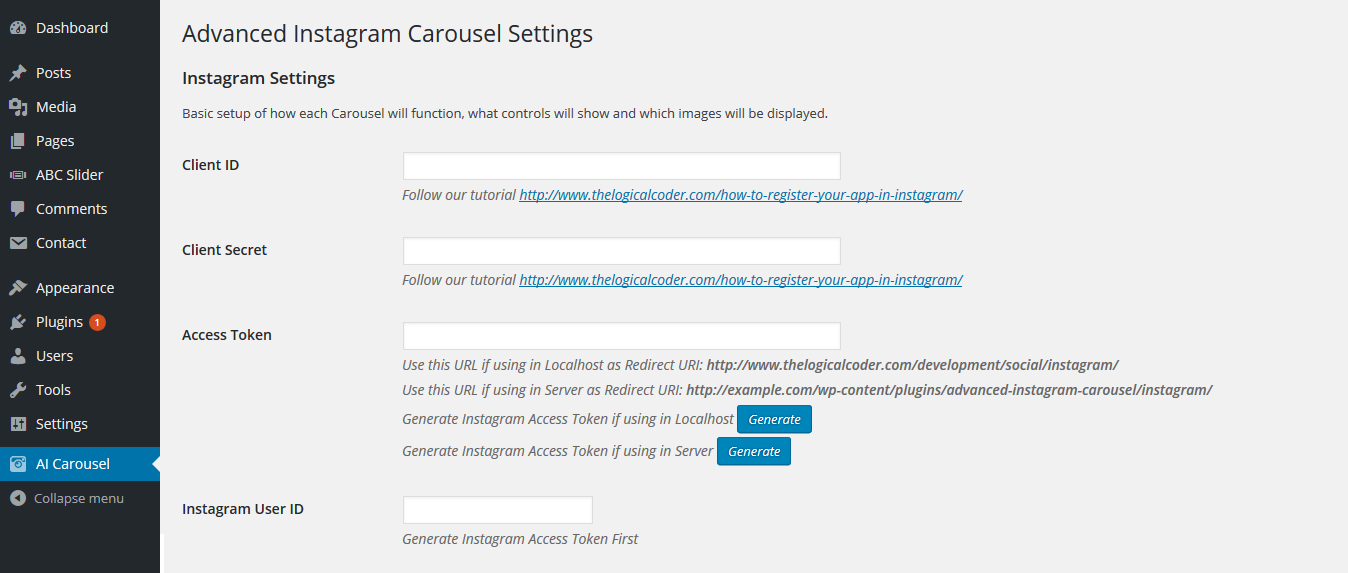 Dashboard
Posts
Media
Pages
ABC Slider
Comments
Contact
Appearance
Plugins 1
Users
Tools
Settings
AI Carousel
Collapse menu
Advanced Instagram Carousel Settings
Instagram Settings
Basic setup of how each Carousel will function, what controls will show and which images will be displayed.
Client ID
Follow our tutorial http://www.thelogicalcoder.com/how-to-register-your-app-in-instagram/
Client Secret
Follow our tutorial http://www.thelogicalcoder.com/how-to-register-your-app-in-instagram/
Access Token
Use this URL if using in Localhost as Redirect URI: http://www.thelogicalcoder.com/development/social/instagram/
Use this URL if using in Server as Redirect URI: http://example.com/wp-content/plugins/advanced-instagram-carousel/instagram/
Generate Instagram Access Token if using in Localhost Generate
Generate Instagram Access Token if using in Server Generate
Instagram User ID
Generate Instagram Access Token First